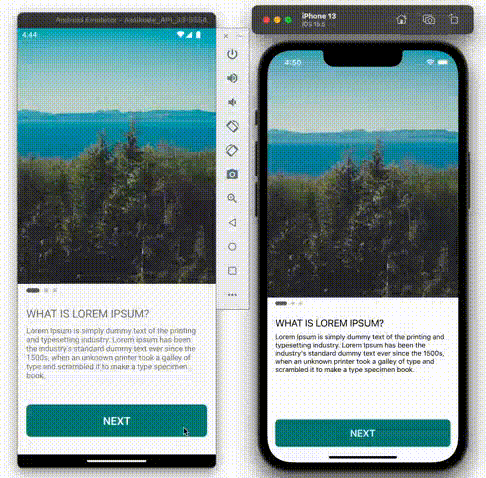 Android Emulator -
4:44
WHAT IS LOREM IPSUM?
Lorem Ipsum is simply dummy text of the printing
and typesetting industry. Lorem Ipsum has been
the industry's standard dummy text ever since the
1500s, when an unknown printer took a galley of
type and scrambled it to make a type specimen
book.
NEXT
iPhone 13
4:50
WHAT IS LOREM IPSUM?
Lorem Ipsum is simply dummy text of the printing and
typesetting industry. Lorem Ipsum has been the
industry's standard dummy text ever since the 1500s,
when an unknown printer took a galley of type and
scrambled it to make a type specimen book.
NEXT